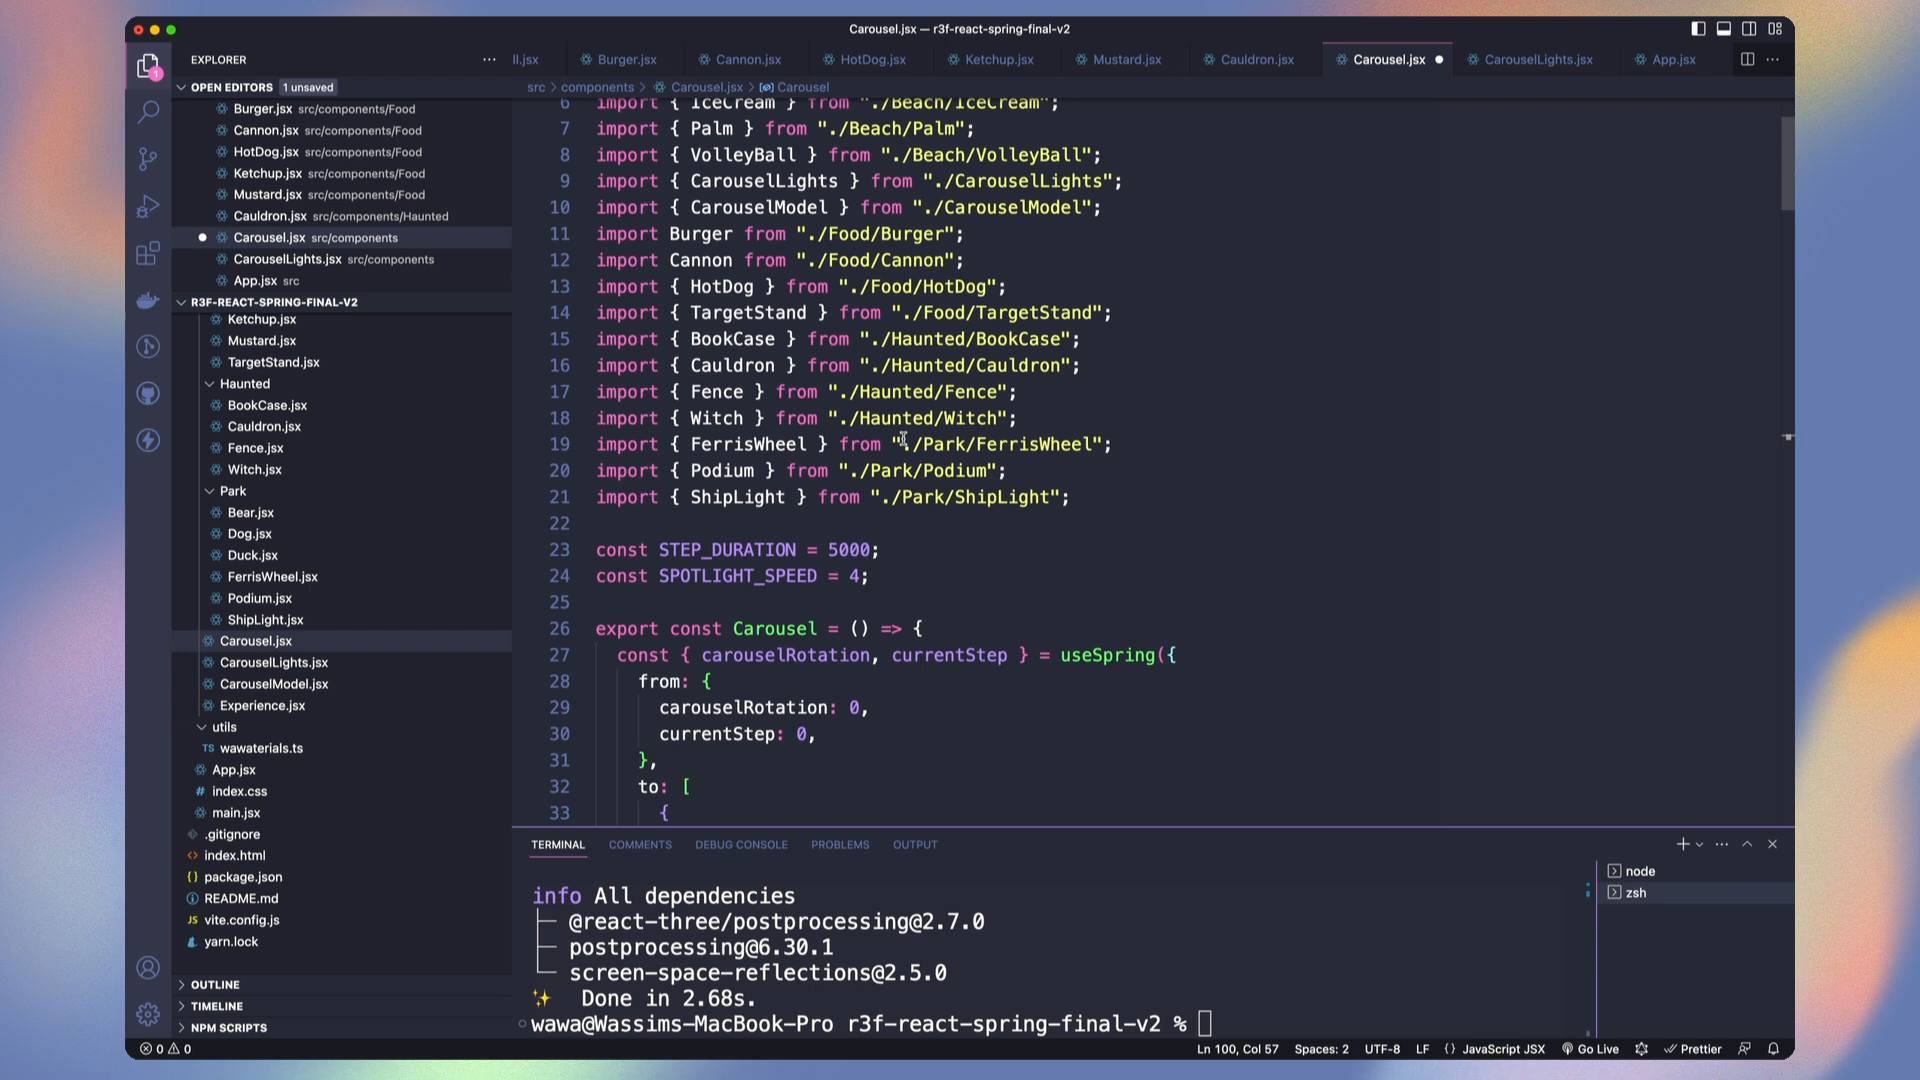 Carousel.jsx — r3f-react-spring-final-v2
EXPLORER
ll.jsx
Burger.jsx
Cannon.jsx
HotDog.jsx
Ketchup.jsx
Mustard.jsx
Cauldron.jsx
Carousel.jsx
CarouselLights.jsx
App.jsx
1
OPEN EDITORS 1 unsaved
Burger.jsx src/components/Food
Cannon.jsx src/components/Food
HotDog.jsx src/components/Food
Ketchup.jsx src/components/Food
Mustard.jsx src/components/Food
Cauldron.jsx src/components/Haunted
Carousel.jsx src/components
CarouselLights.jsx src/components
App.jsx src
R3F-REACT-SPRING-FINAL-V2
Ketchup.jsx
Mustard.jsx
TargetStand.jsx
Haunted
BookCase.jsx
Cauldron.jsx
Fence.jsx
Witch.jsx
Park
Bear.jsx
Dog.jsx
Duck.jsx
FerrisWheel.jsx
Podium.jsx
ShipLight.jsx
Carousel.jsx
CarouselLights.jsx
CarouselModel.jsx
Experience.jsx
utils
TS wawaterials.ts
App.jsx
# index.css
main.jsx
.gitignore
<> index.html
{} package.json
README.md
JS vite.config.js
yarn.lock
OUTLINE
TIMELINE
NPM SCRIPTS
src > components > Carousel.jsx > Carousel
6 import { IceCream } from "./Beach/IceCream";
7 import { Palm } from "./Beach/Palm";
8 import { VolleyBall } from "./Beach/VolleyBall";
9 import { CarouselLights } from "./CarouselLights";
10 import { CarouselModel } from "./CarouselModel";
11 import Burger from "./Food/Burger";
12 import Cannon from "./Food/Cannon";
13 import { HotDog } from "./Food/HotDog";
14 import { TargetStand } from "./Food/TargetStand";
15 import { BookCase } from "./Haunted/BookCase";
16 import { Cauldron } from "./Haunted/Cauldron";
17 import { Fence } from "./Haunted/Fence";
18 import { Witch } from "./Haunted/Witch";
19 import { FerrisWheel } from "./Park/FerrisWheel";
20 import { Podium } from "./Park/Podium";
21 import { ShipLight } from "./Park/ShipLight";
22
23 const STEP_DURATION = 5000;
24 const SPOTLIGHT_SPEED = 4;
25
26 export const Carousel = () => {
27 const { carouselRotation, currentStep } = useSpring({
28 from: {
29 carouselRotation: 0,
30 currentStep: 0,
31 },
32 to: [
33 {
TERMINAL COMMENTS DEBUG CONSOLE PROBLEMS OUTPUT
info All dependencies
├─ @react-three/postprocessing@2.7.0
├─ postprocessing@6.30.1
└─ screen-space-reflections@2.5.0
✨ Done in 2.68s.
wawa@Wassims-MacBook-Pro r3f-react-spring-final-v2 %
node
zsh
0 0
Ln 100, Col 57 Spaces: 2 UTF-8 LF {} JavaScript JSX Go Live Prettier